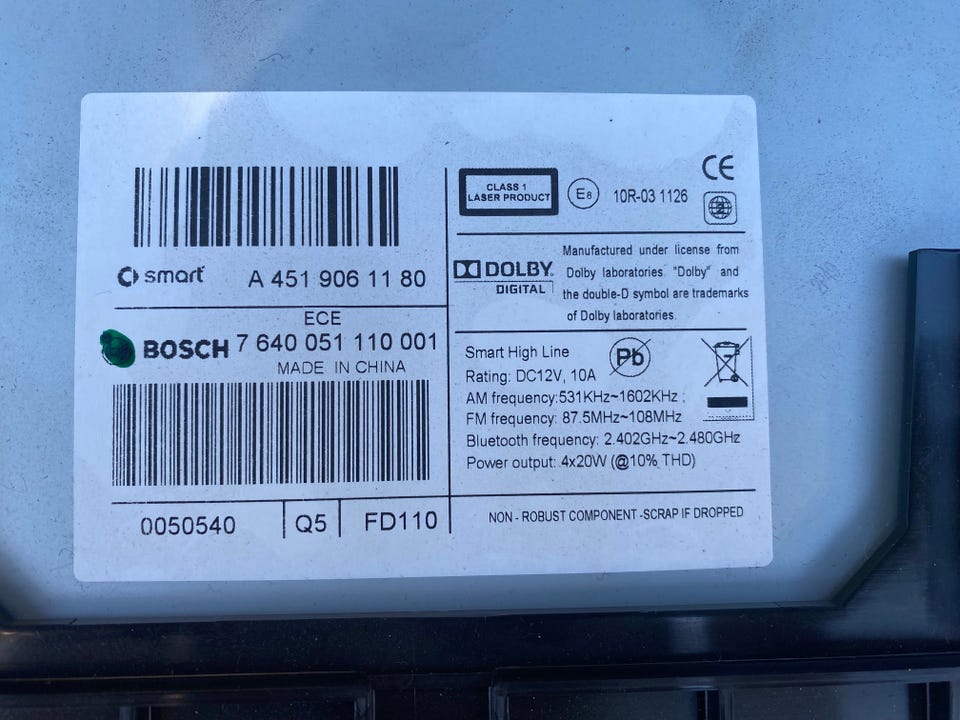 smart A 451 906 11 80
ECE
BOSCH 7 640 051 110 001
MADE IN CHINA
0050540 Q5 FD110
CLASS 1
LASER PRODUCT
E8 10R-03 1126
CE
2
DOLBY
DIGITAL
Manufactured under license from
Dolby laboratories "Dolby" and
the double-D symbol are trademarks
of Dolby laboratories.
Smart High Line
Pb
Rating: DC12V, 10A
AM frequency:531KHz~1602KHz ;
FM frequency: 87.5MHz~108MHz
Bluetooth frequency: 2.402GHz~2.480GHz
Power output: 4x20W (@10% THD)
NON - ROBUST COMPONENT -SCRAP IF DROPPED